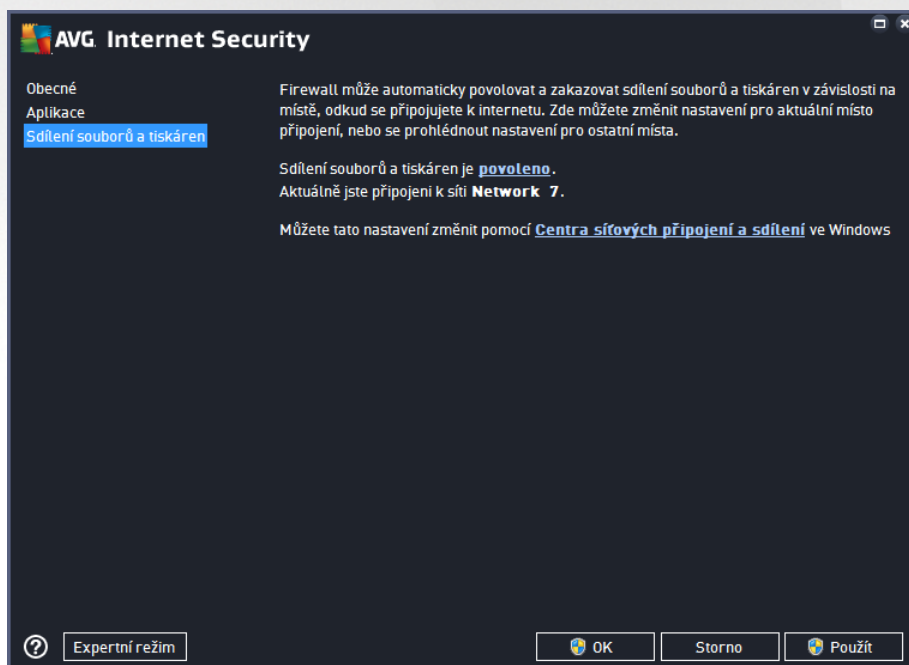 AVG. Internet Security
Obecné
Aplikace
Sdílení souborů a tiskáren
Firewall může automaticky povolovat a zakazovat sdílení souborů a tiskáren v závislosti na
místě, odkud se připojujete k internetu. Zde můžete změnit nastavení pro aktuální místo
připojení, nebo se prohlédnout nastavení pro ostatní místa.
Sdílení souborů a tiskáren je povoleno.
Aktuálně jste připojeni k síti Network 7.
Můžete tato nastavení změnit pomocí Centra síťových připojení a sdílení ve Windows
? Expertní režim
OK
Storno
Použít